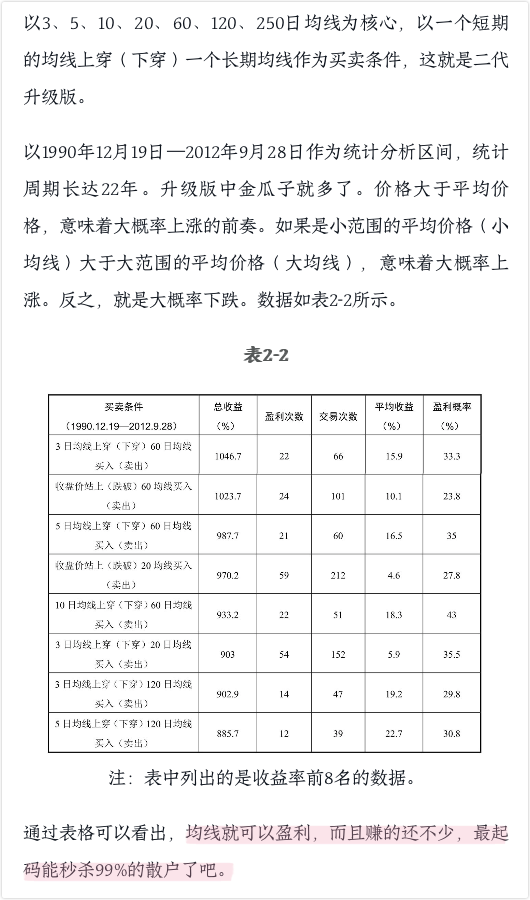 以3、5、10、20、60、120、250日均线为核心，以一个短期
的均线上穿（下穿）一个长期均线作为买卖条件，这就是二代
升级版。
以1990年12月19日—2012年9月28日作为统计分析区间，统计
周期长达22年。升级版中金瓜子就多了。价格大于平均价
格，意味着大概率上涨的前奏。如果是小范围的平均价格（小
均线）大于大范围的平均价格（大均线），意味着大概率上
涨。反之，就是大概率下跌。数据如表2-2所示。
表2-2
买卖条件
（1990.12.19—2012.9.28） 总收益
（%） 盈利次数 交易次数 平均收益
（%） 盈利概率
（%）
3 日均线上穿（下穿）60 日均线
买入（卖出） 1046.7 22 66 15.9 33.3
收盘价站上（跌破）60 均线买入
（卖出） 1023.7 24 101 10.1 23.8
5 日均线上穿（下穿）60 日均线
买入（卖出） 987.7 21 60 16.5 35
收盘价站上（跌破）20 均线买入
（卖出） 970.2 59 212 4.6 27.8
10 日均线上穿（下穿）60 日均线
买入（卖出） 933.2 22 51 18.3 43
3 日均线上穿（下穿）20 日均线
买入（卖出） 903 54 152 5.9 35.5
3 日均线上穿（下穿）120 日均线
买入（卖出） 902.9 14 47 19.2 29.8
5 日均线上穿（下穿）120 日均线
买入（卖出） 885.7 12 39 22.7 30.8
注：表中列出的是收益率前8名的数据。
通过表格可以看出，均线就可以盈利，而且赚的还不少，最起
码能秒杀99%的散户了吧。